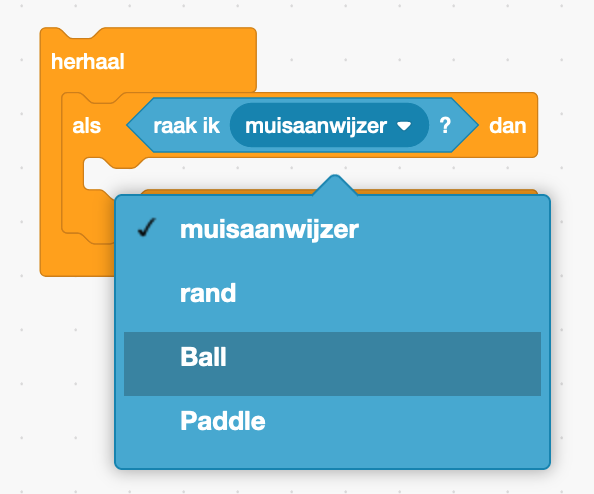 herhaal
als raak ik muisaanwijzer ? dan
muisaanwijzer
rand
Ball
Paddle